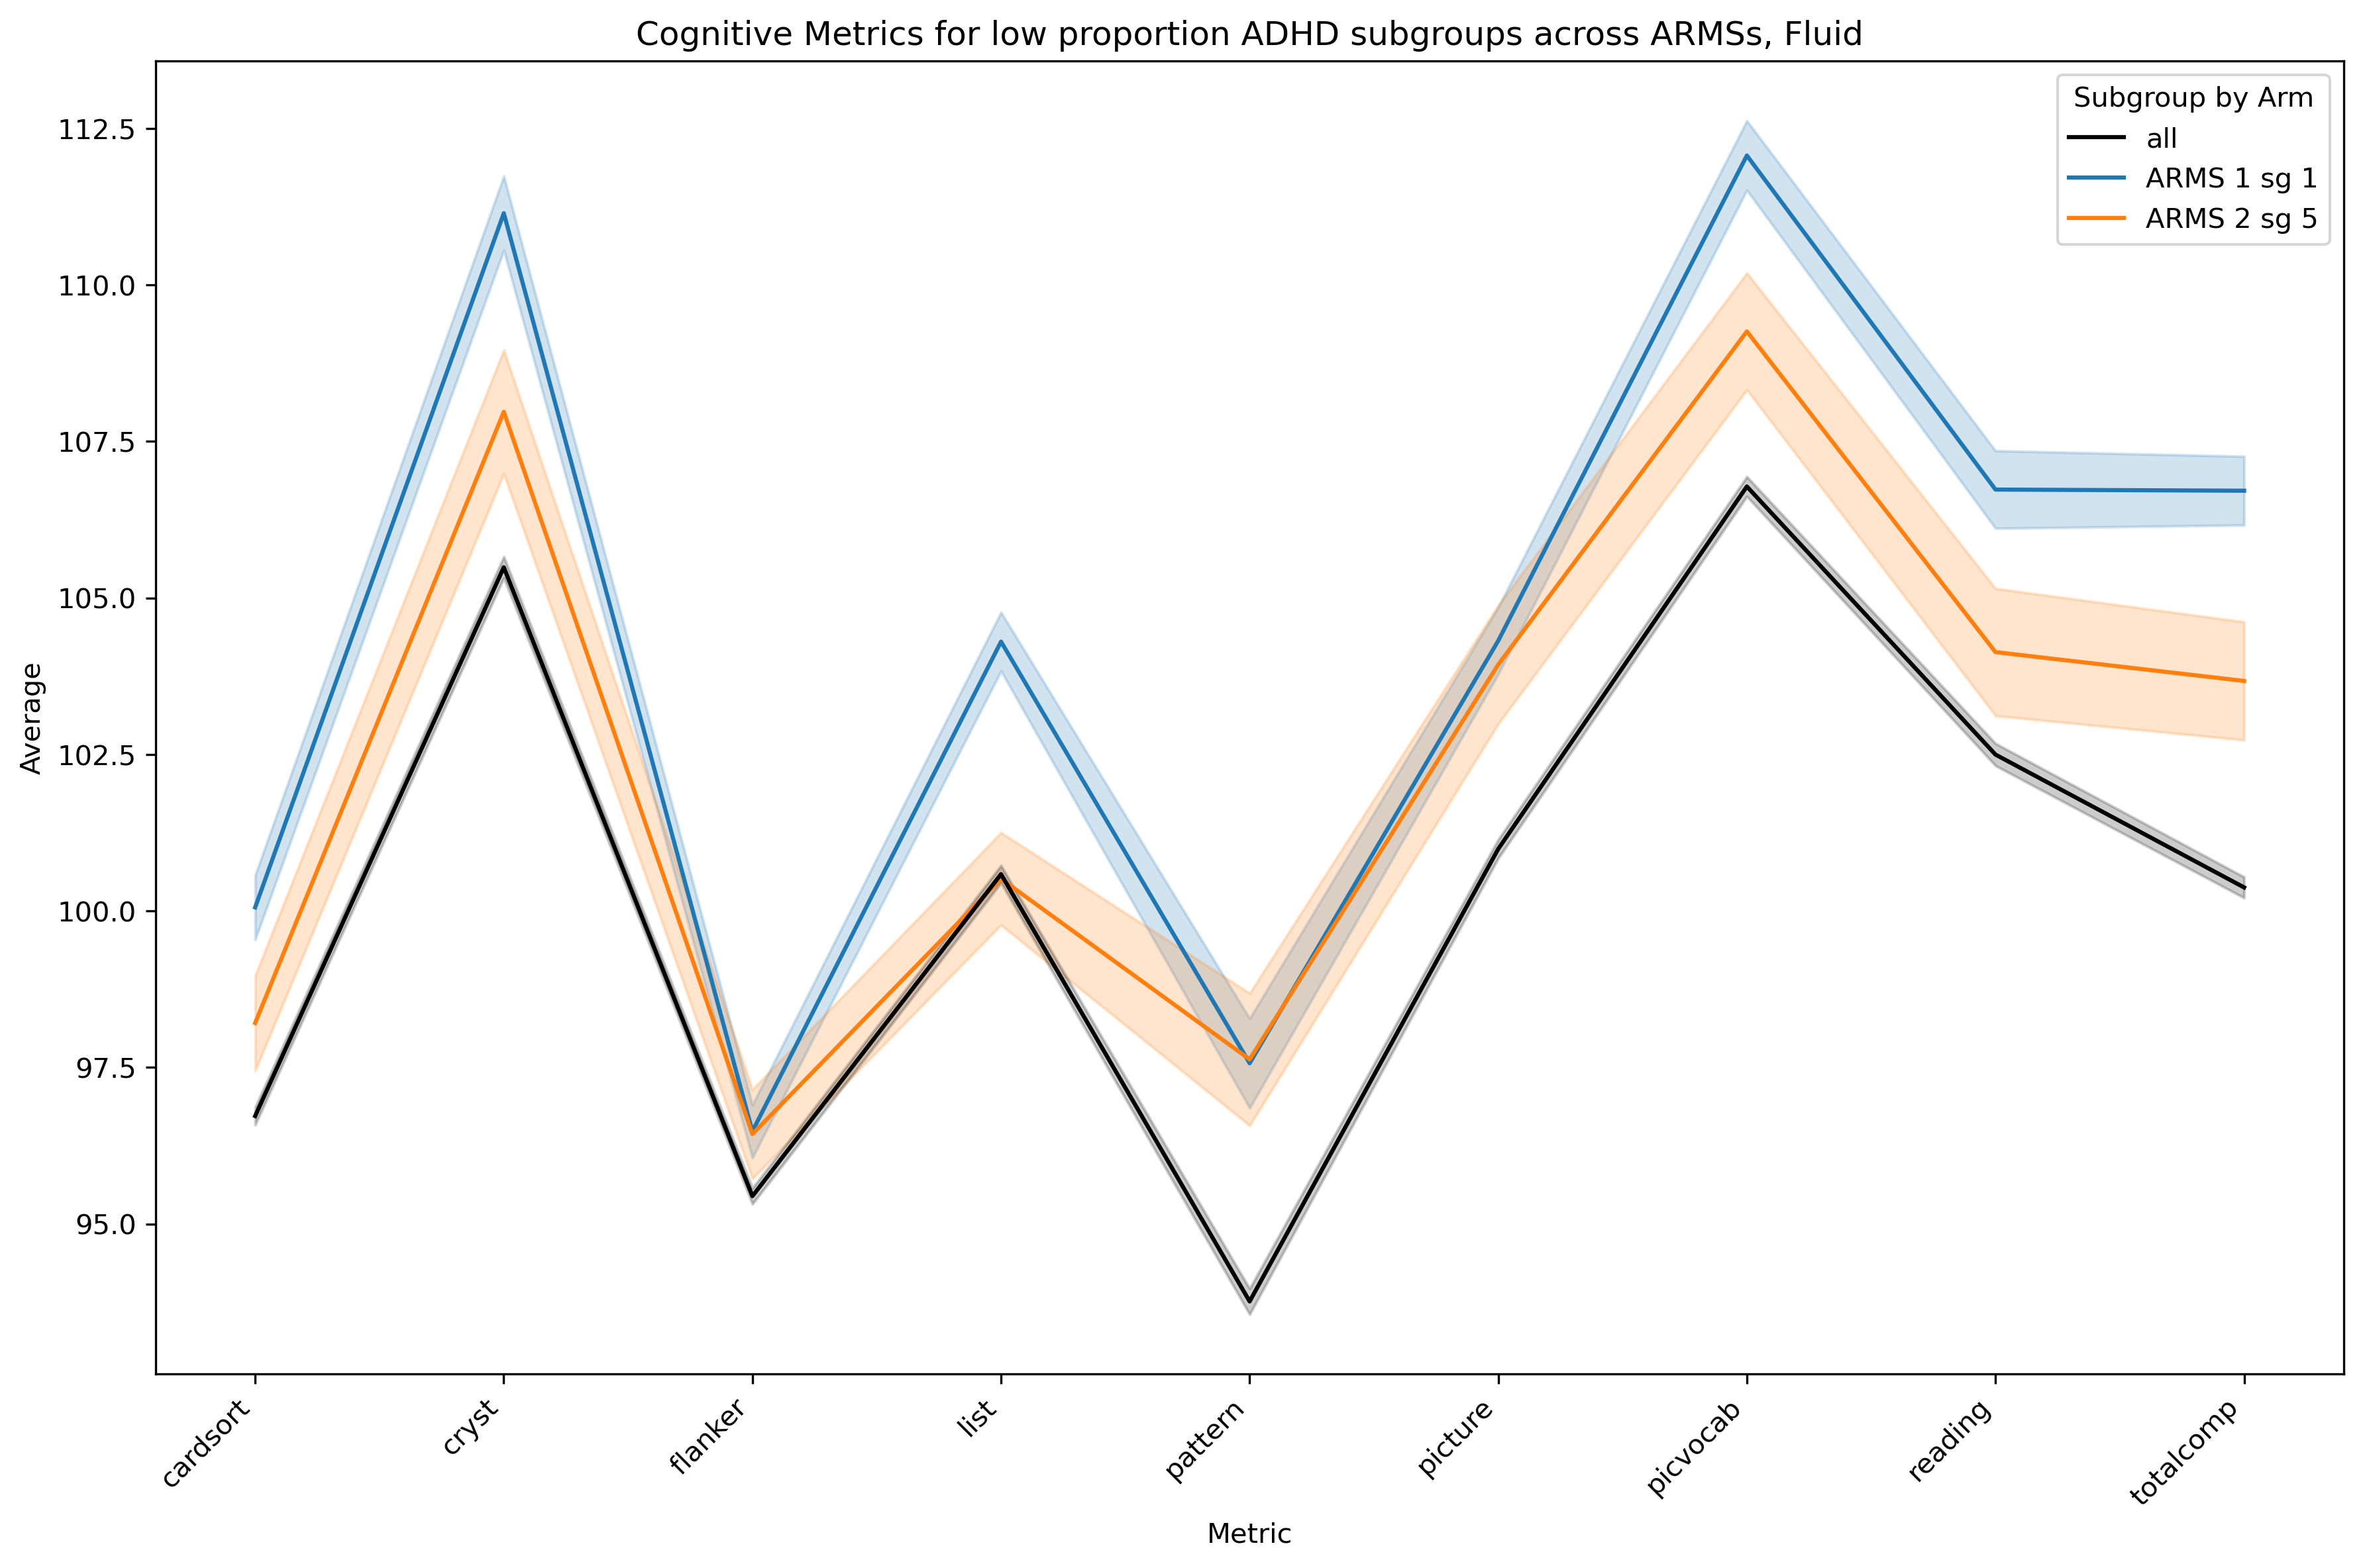 Cognitive Metrics for low proportion ADHD subgroups across ARMSs, Fluid
Subgroup by Arm
all
ARMS 1 sg 1
ARMS 2 sg 5
112.5
110.0
107.5
105.0
102.5
100.0
97.5
95.0
Average
cardsort
cryst
flanker
list
pattern
picture
picvocab
reading
totalcomp
Metric